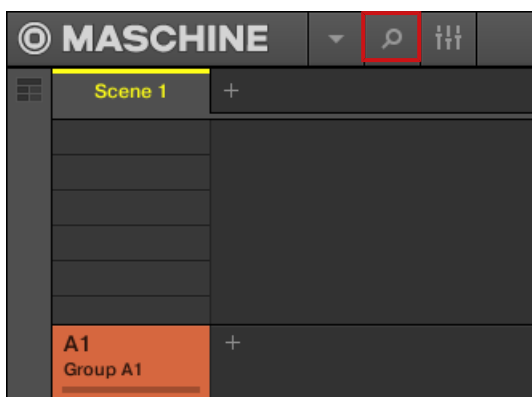 MASCHINE
Scene 1
+
A1
+
Group A1